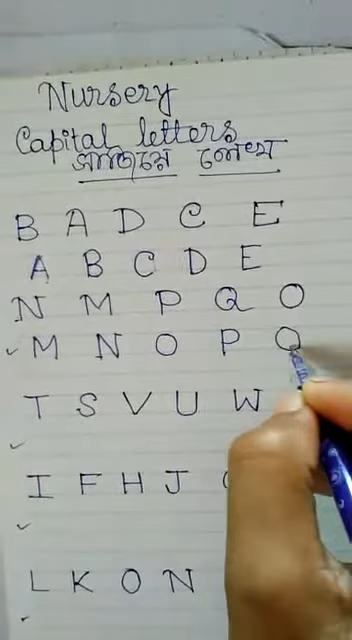 Nursery
Capital letters
সাজিয়ে লেখো
B A D C E
A B C D E
N M P Q O
M N O P Q
T S V U W
I F H J
L K O N